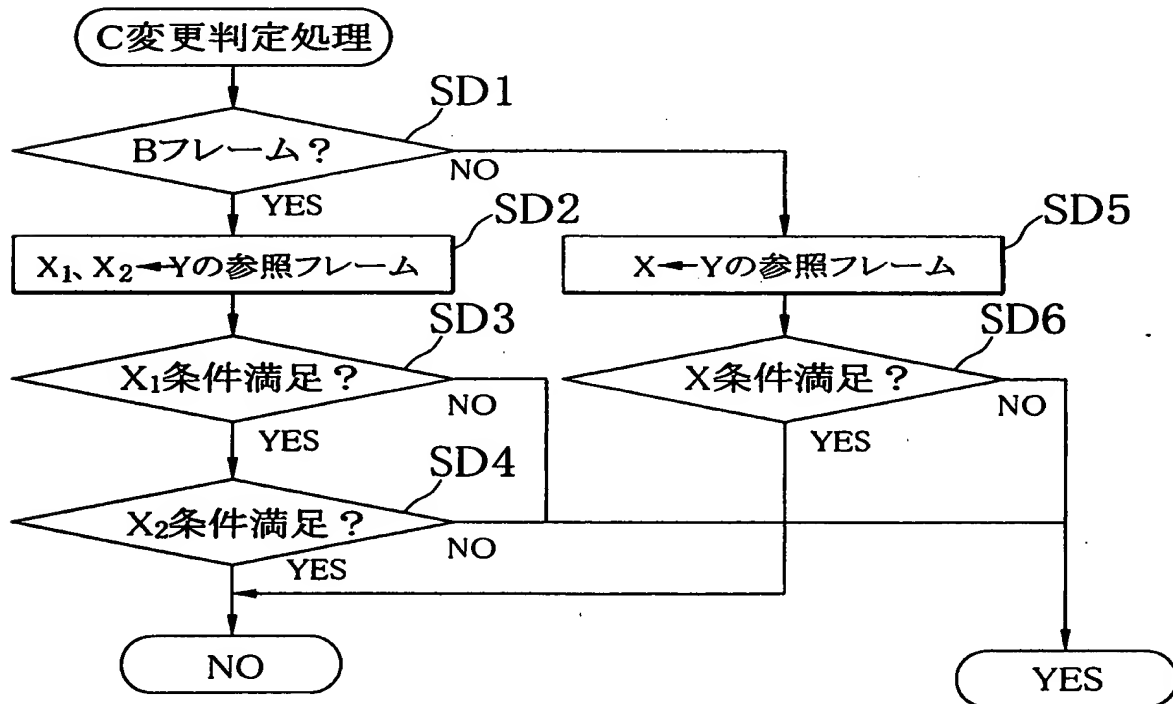 C変更判定処理
SD1
Bフレーム?
NO
YES
SD2
X₁、X₂←Yの参照フレーム
SD5
X←Yの参照フレーム
SD3
X₁条件満足?
NO
YES
SD6
X条件満足?
NO
YES
SD4
X₂条件満足?
NO
YES
NO
YES